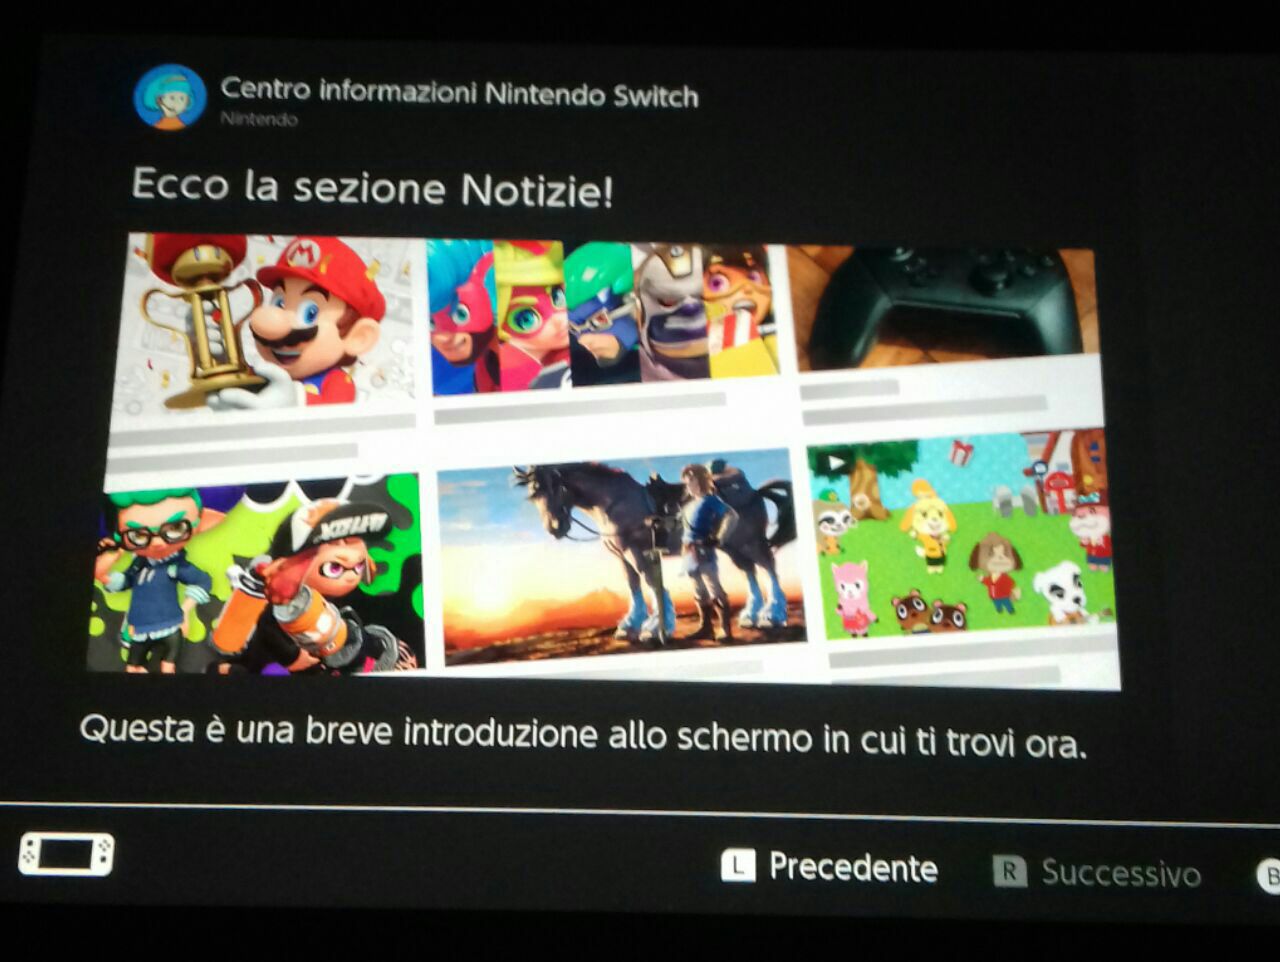 Centro informazioni Nintendo Switch
Nintendo
Ecco la sezione Notizie!
M
Questa è una breve introduzione allo schermo in cui ti trovi ora.
L Precedente R Successivo B